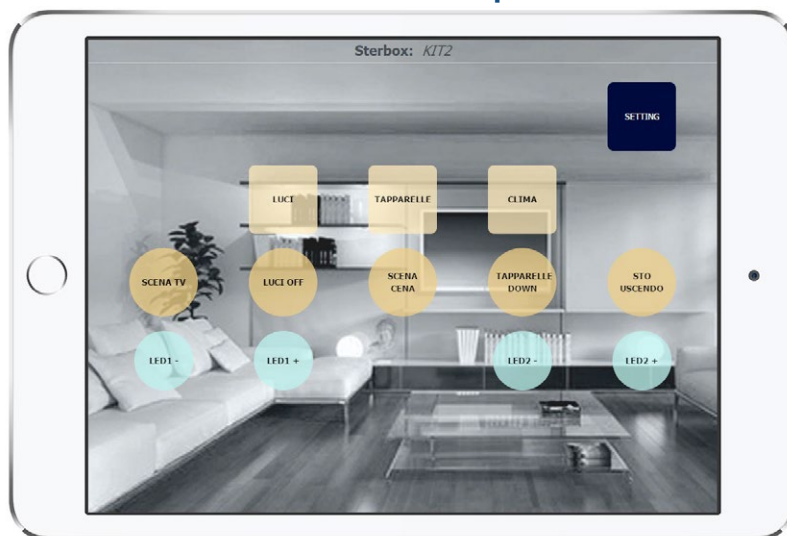 Sterbox: KIT2
SETTING
LUCI
TAPPARELLE
CLIMA
SCENA TV
LUCI OFF
SCENA
CENA
TAPPARELLE
DOWN
STO
USCENDO
LED1 -
LED1 +
LED2 -
LED2 +